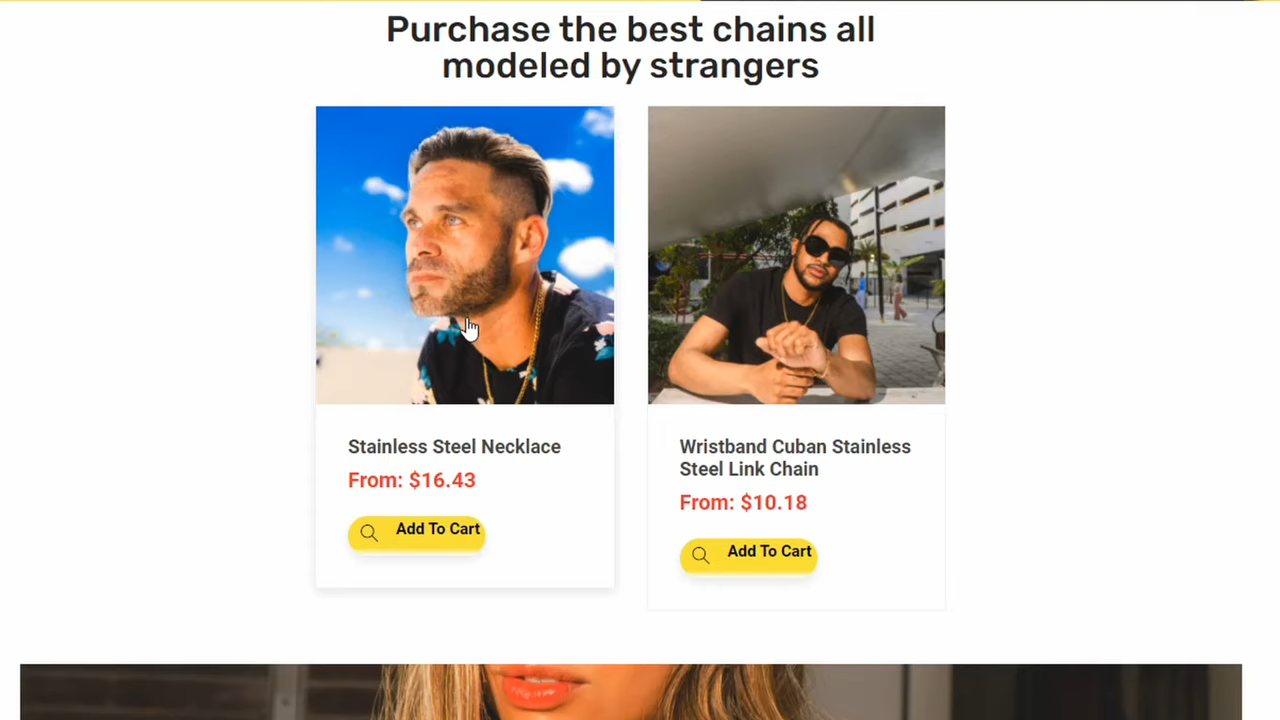 Purchase the best chains all
modeled by strangers
Stainless Steel Necklace
From: $16.43
Add To Cart
Wristband Cuban Stainless
Steel Link Chain
From: $10.18
Add To Cart